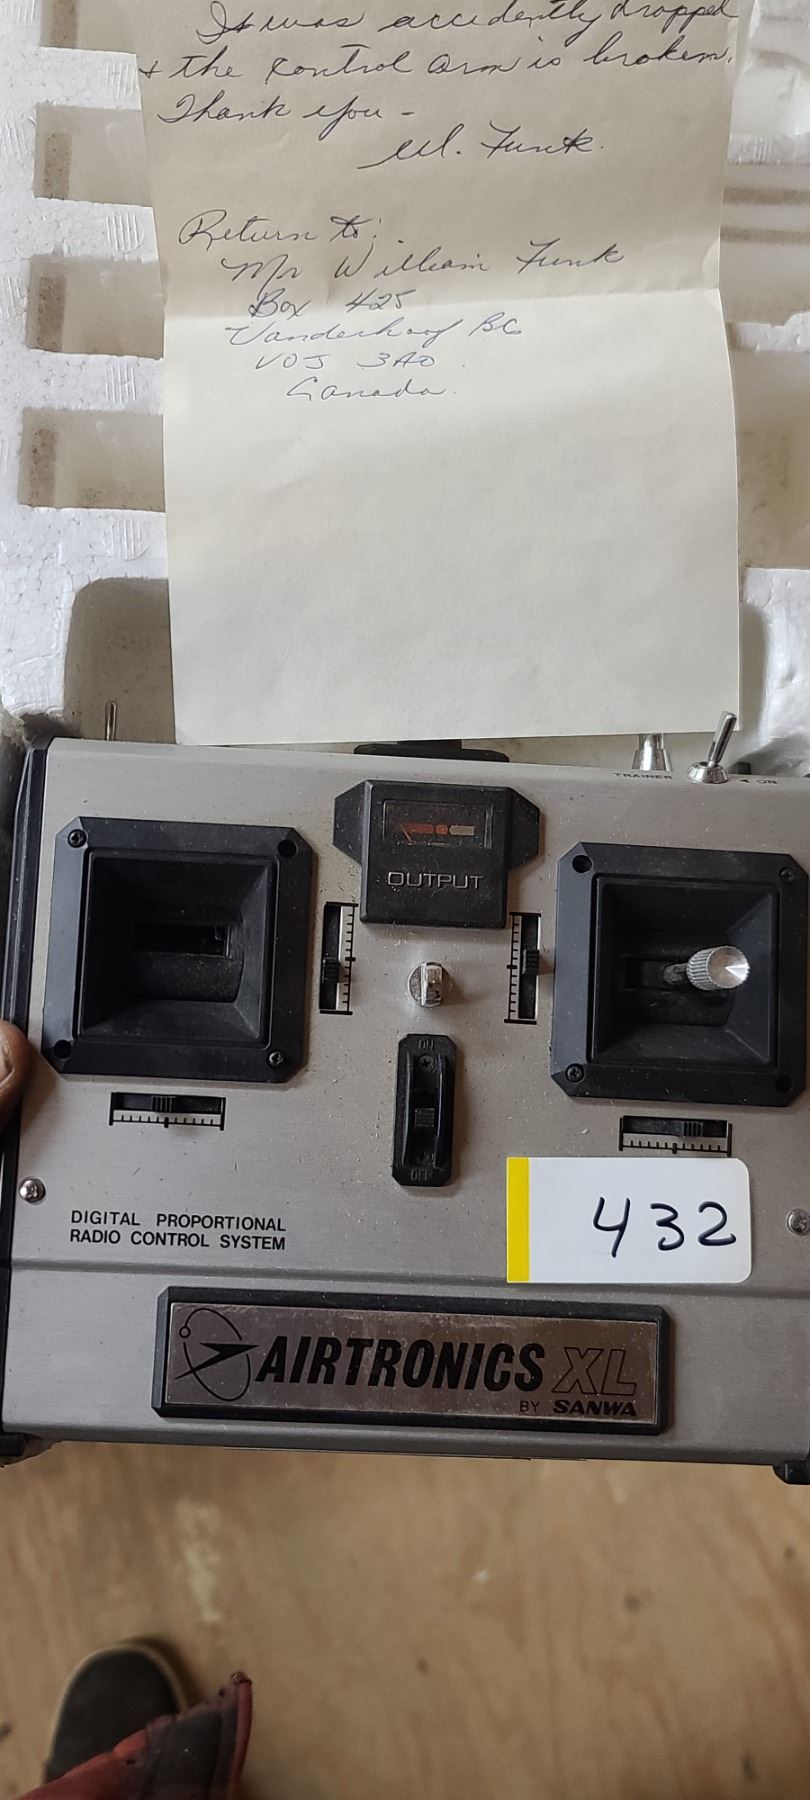 It was accidently dropped
+ the control arm is broken.
Thank you -
Wl. Funk.
Return to:
Mr William Funk
Box 425
Vanderhoof BC
V0J 3A0
Canada.
TRAINER ◄ ON
OUTPUT
ON
OFF
432
DIGITAL PROPORTIONAL
RADIO CONTROL SYSTEM
AIRTRONICS XL
BY SANWA